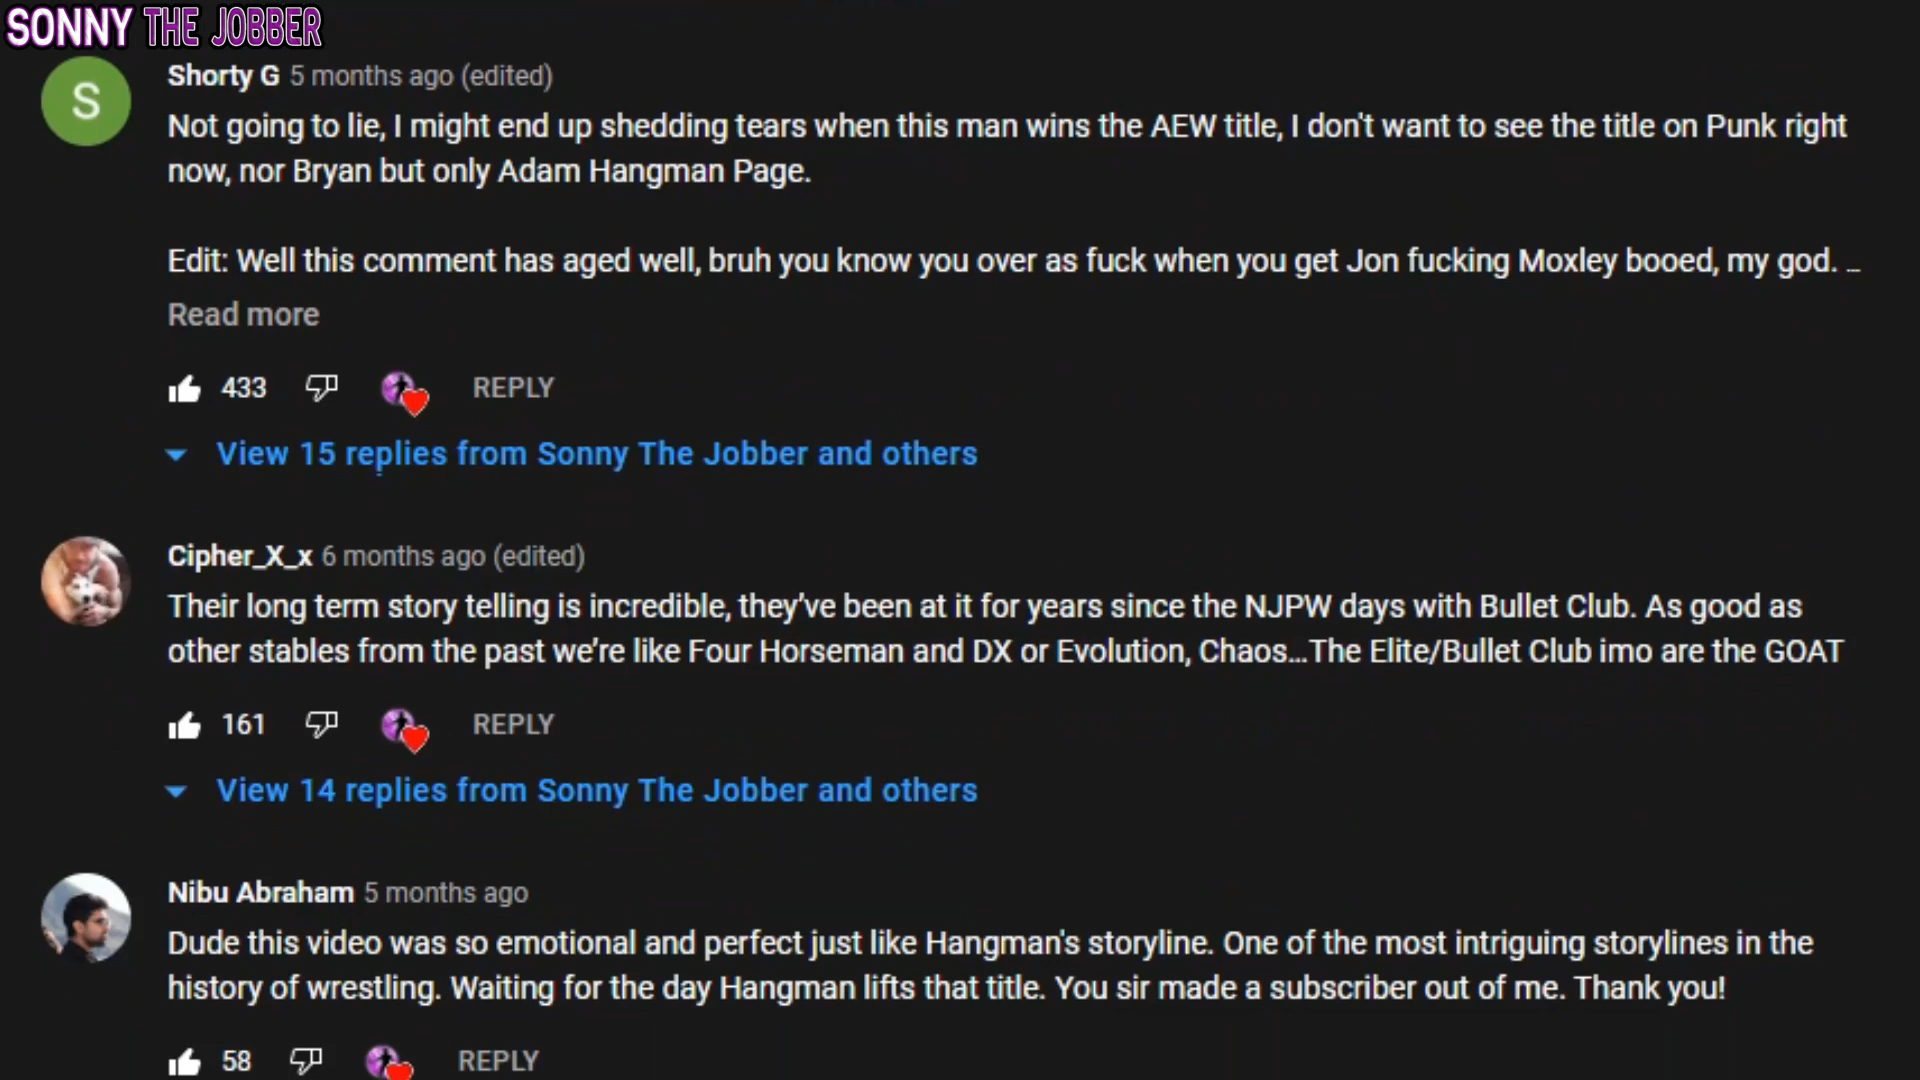 SONNY THE JOBBER
S
Shorty G 5 months ago (edited)
Not going to lie, I might end up shedding tears when this man wins the AEW title, I don't want to see the title on Punk right
now, nor Bryan but only Adam Hangman Page.
Edit: Well this comment has aged well, bruh you know you over as fuck when you get Jon fucking Moxley booed, my god. ...
Read more
433 REPLY
View 15 replies from Sonny The Jobber and others
Cipher_X_x 6 months ago (edited)
Their long term story telling is incredible, they've been at it for years since the NJPW days with Bullet Club. As good as
other stables from the past we're like Four Horseman and DX or Evolution, Chaos...The Elite/Bullet Club imo are the GOAT
161 REPLY
View 14 replies from Sonny The Jobber and others
Nibu Abraham 5 months ago
Dude this video was so emotional and perfect just like Hangman's storyline. One of the most intriguing storylines in the
history of wrestling. Waiting for the day Hangman lifts that title. You sir made a subscriber out of me. Thank you!
58 REPLY